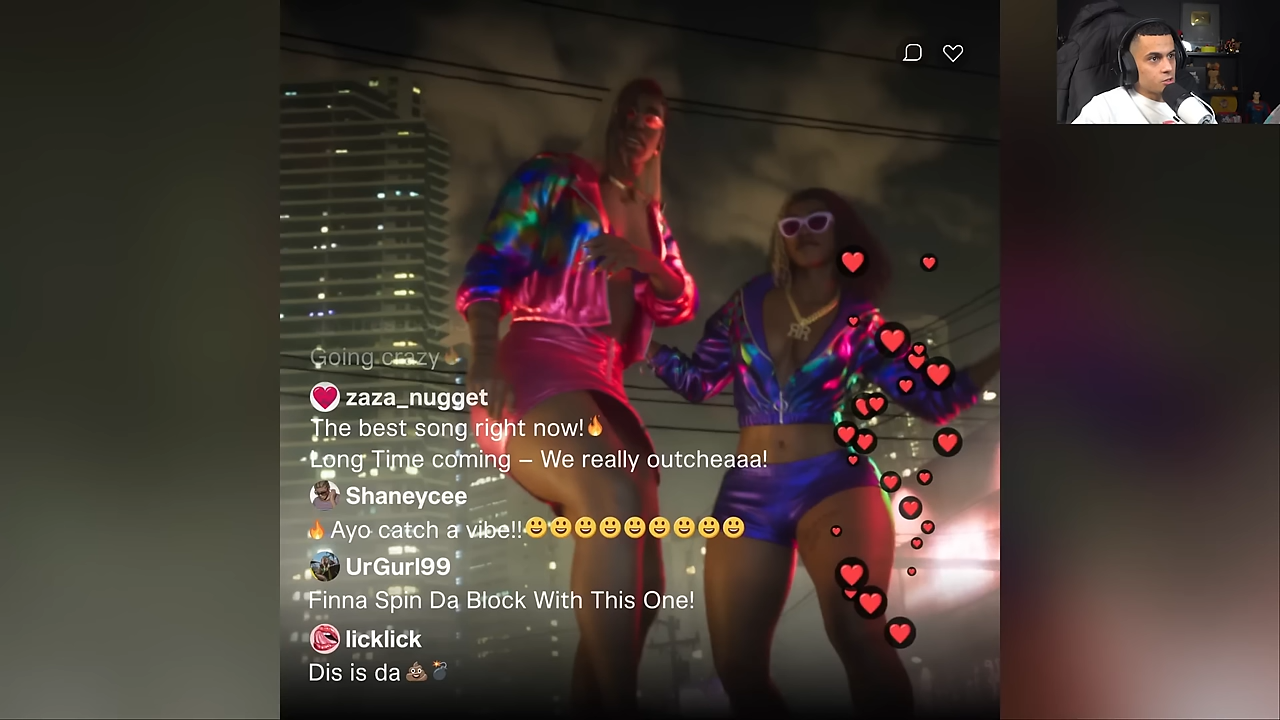 Going crazy🔥
zaza_nugget
The best song right now!🔥
Long Time coming – We really outcheaaa!
Shaneycee
🔥Ayo catch a vibe!!😀😀😀😀😀😀😀😀😀
UrGurl99
Finna Spin Da Block With This One!
licklick
Dis is da💩💣